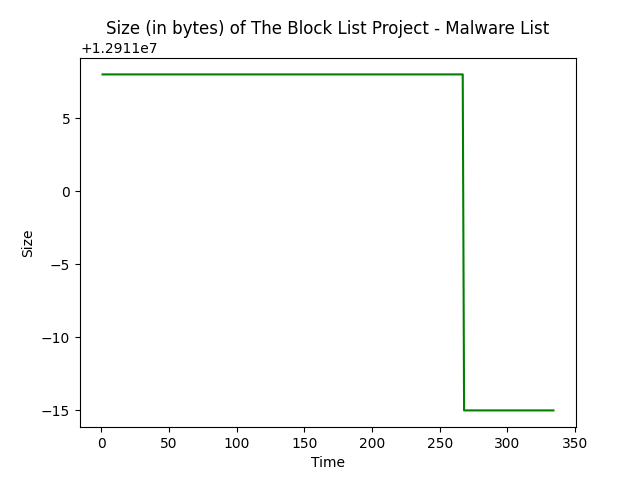 Size (in bytes) of The Block List Project - Malware List
+1.2911e7
5
0
−5
−10
−15
Size
0 50 100 150 200 250 300 350
Time